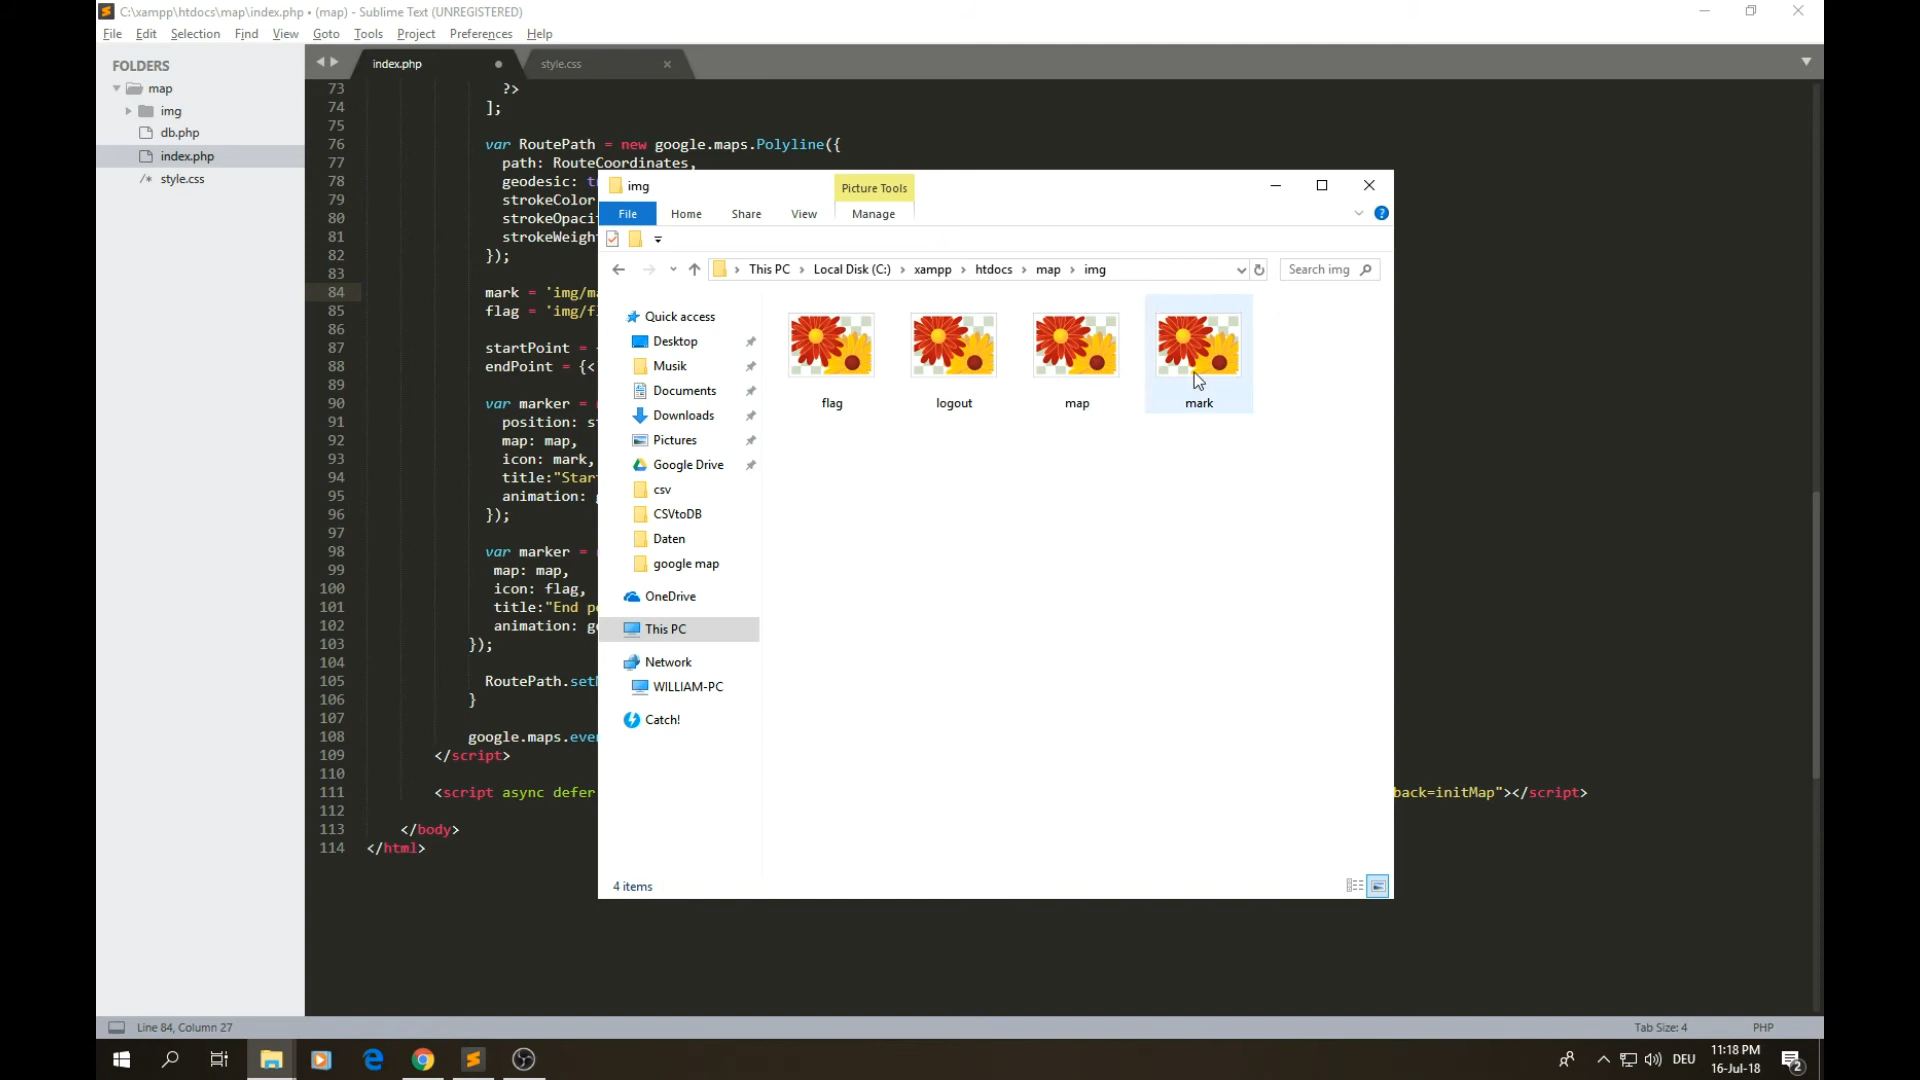 C:\xampp\htdocs\map\index.php • (map) - Sublime Text (UNREGISTERED)
File Edit Selection Find View Goto Tools Project Preferences Help
FOLDERS
map
img
db.php
index.php
/* style.css
index.php
style.css
73 ?>
74 ];
75
76 var RoutePath = new google.maps.Polyline({
77 path: RouteCoordinates,
78 geodesic: t
79 strokeColor
80 strokeOpaci
81 strokeWeigh
82 });
83
84 mark = 'img/m
85 flag = 'img/f
86
87 startPoint =
88 endPoint = {<
89
90 var marker =
91 position: s
92 map: map,
93 icon: mark,
94 title:"Star
95 animation: g
96 });
97
98 var marker =
99 map: map,
100 icon: flag,
101 title:"End p
102 animation: g
103 });
104
105 RoutePath.set
106 }
107
108 google.maps.eve
109 </script>
110
111 <script async defer back=initMap"></script>
112
113 </body>
114 </html>
img
Picture Tools
File Home Share View Manage
This PC › Local Disk (C:) › xampp › htdocs › map › img
Search img
Quick access
Desktop
Musik
Documents
Downloads
Pictures
Google Drive
csv
CSVtoDB
Daten
google map
OneDrive
This PC
Network
WILLIAM-PC
Catch!
flag logout map mark
4 items
Line 84, Column 27
Tab Size: 4 PHP
DEU
11:18 PM
16-Jul-18
2